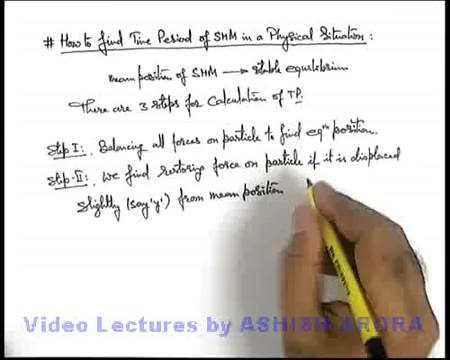 # How to find Time Period of SHM in a Physical Situation :
mean position of SHM → stable equilibrium
There are 3 steps for Calculation of TP.
Step I : Balancing all forces on particle to find eqᵐ position.
Step-II : We find restoring force on particle if it is displaced
slightly (say 'y') from mean position
Video Lectures by ASHISH ARORA